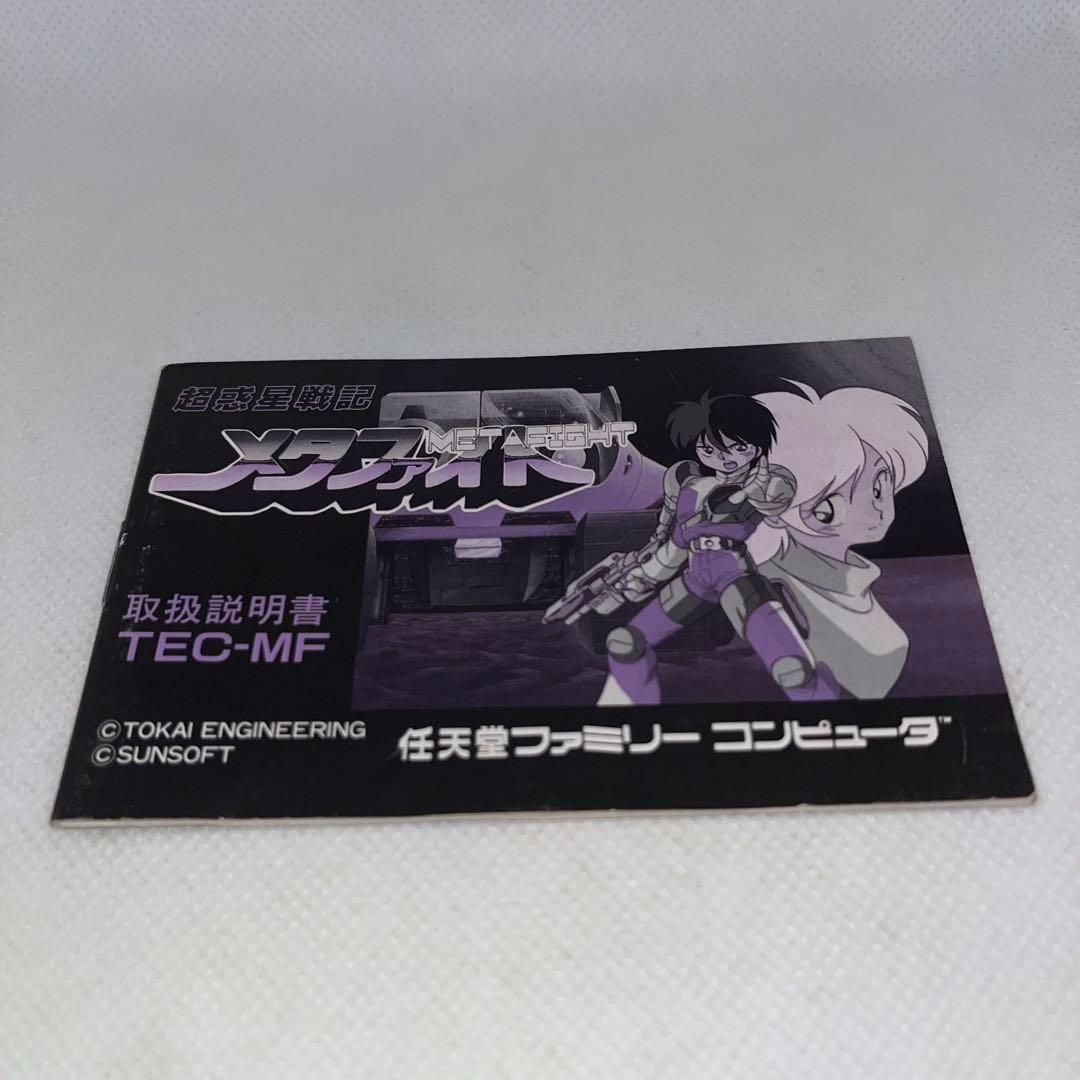 超惑星戦記
メタファイト
METAFIGHT
取扱説明書
TEC-MF
©TOKAI ENGINEERING
©SUNSOFT
任天堂ファミリーコンピュータ™